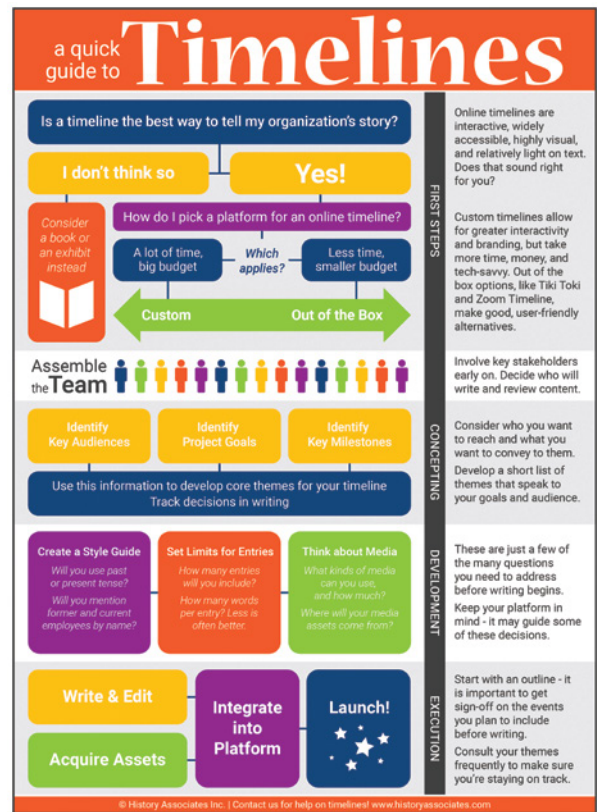 a quick
guide to
Timelines
Is a timeline the best way to tell my organization's story?
I don't think so
Yes!
Consider
a book or
an exhibit
instead
How do I pick a platform for an online timeline?
A lot of time,
big budget
Which
applies?
Less time,
smaller budget
Custom
Out of the Box
FIRST STEPS
Online timelines are
interactive, widely
accessible, highly visual,
and relatively light on text.
Does that sound right
for you?
Custom timelines allow
for greater interactivity
and branding, but take
more time, money, and
tech-savvy. Out of the
box options, like Tiki Toki
and Zoom Timeline,
make good, user-friendly
alternatives.
Assemble
the Team
Involve key stakeholders
early on. Decide who will
write and review content.
Identify
Key Audiences
Identify
Project Goals
Identify
Key Milestones
Use this information to develop core themes for your timeline
Track decisions in writing
CONCEPTING
Consider who you want
to reach and what you
want to convey to them.
Develop a short list of
themes that speak to
your goals and audience.
Create a Style Guide
Will you use past
or present tense?
Will you mention
former and current
employees by name?
Set Limits for Entries
How many entries
will you include?
How many words
per entry? Less is
often better.
Think about Media
What kinds of media
can you use,
and how much?
Where will your media
assets come from?
DEVELOPMENT
These are just a few of
the many questions
you need to address
before writing begins.
Keep your platform in
mind - it may guide some
of these decisions.
Write & Edit
Acquire Assets
Integrate
into
Platform
Launch!
EXECUTION
Start with an outline - it
is important to get
sign-off on the events
you plan to include
before writing.
Consult your themes
frequently to make sure
you're staying on track.
© History Associates Inc. | Contact us for help on timelines! www.historyassociates.com